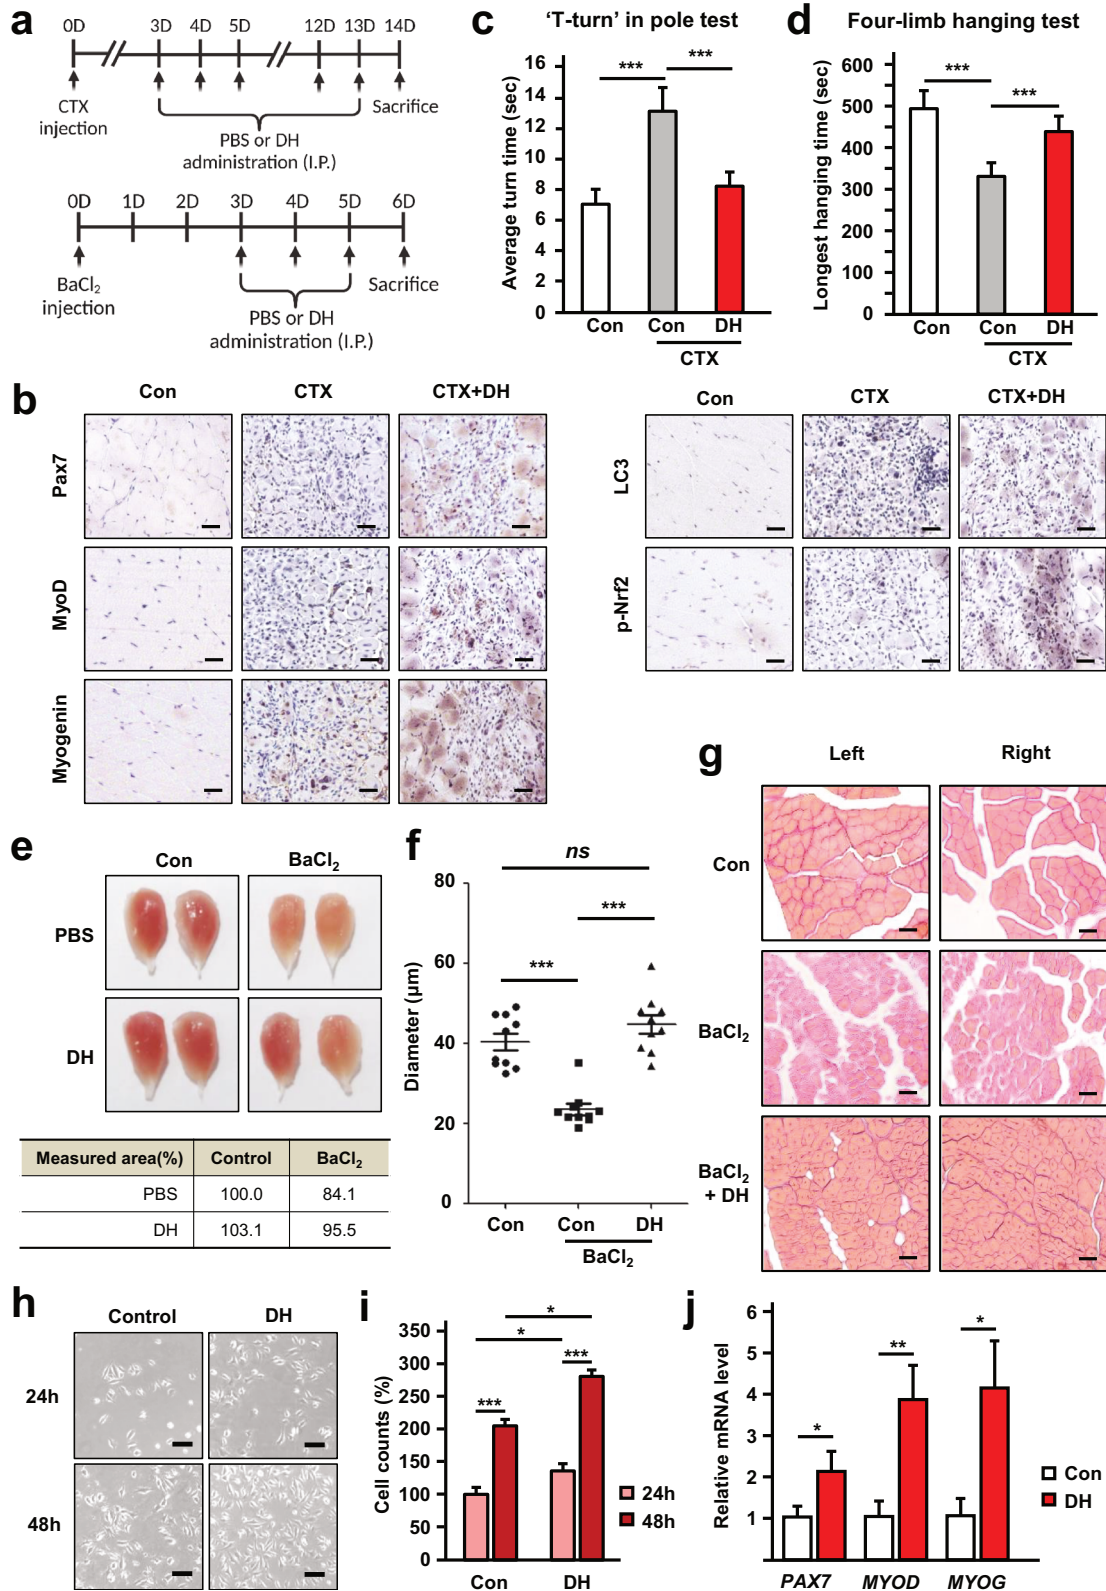 a
0D 3D 4D 5D 12D 13D 14D
CTX
injection
Sacrifice
PBS or DH
administration (I.P.)
0D 1D 2D 3D 4D 5D 6D
BaCl₂
injection
Sacrifice
PBS or DH
administration (I.P.)
c
‘T-turn’ in pole test
Average turn time (sec)
16
14
12
10
8
6
4
2
0
***
***
Con Con DH
CTX
d
Four-limb hanging test
Longest hanging time (sec)
600
500
400
300
200
100
0
***
***
Con Con DH
CTX
b
Con CTX CTX+DH
Pax7
MyoD
Myogenin
Con CTX CTX+DH
LC3
p-Nrf2
e
Con BaCl₂
PBS
DH
Measured area(%) Control BaCl₂
PBS 100.0 84.1
DH 103.1 95.5
f
Diameter (μm)
80
60
40
20
0
ns
***
***
Con Con DH
BaCl₂
g
Left Right
Con
BaCl₂
BaCl₂
+ DH
h
Control DH
24h
48h
i
Cell counts (%)
350
300
250
200
150
100
50
0
*
*
***
***
24h
48h
Con DH
j
Relative mRNA level
6
5
4
3
2
1
*
**
*
Con
DH
PAX7 MYOD MYOG